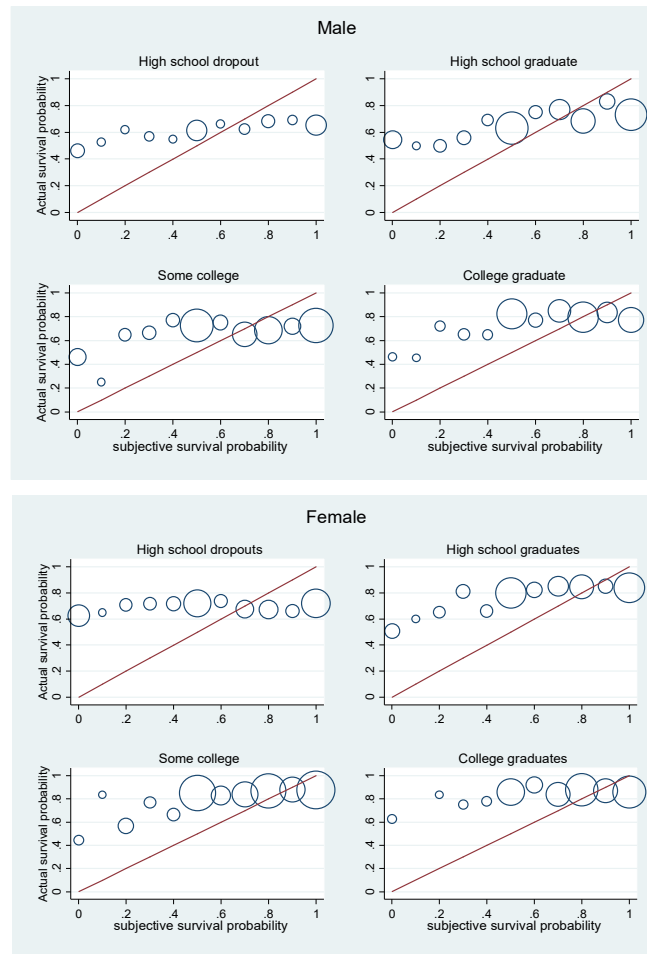 Male
High school dropout
High school graduate
Actual survival probability
0 .2 .4 .6 .8 1
0 .2 .4 .6 .8 1
0 .2 .4 .6 .8 1
0 .2 .4 .6 .8 1
Some college
College graduate
Actual survival probability
0 .2 .4 .6 .8 1
0 .2 .4 .6 .8 1
0 .2 .4 .6 .8 1
0 .2 .4 .6 .8 1
subjective survival probability
subjective survival probability
Female
High school dropouts
High school graduates
Actual survival probability
0 .2 .4 .6 .8 1
0 .2 .4 .6 .8 1
0 .2 .4 .6 .8 1
0 .2 .4 .6 .8 1
Some college
College graduates
Actual survival probability
0 .2 .4 .6 .8 1
0 .2 .4 .6 .8 1
0 .2 .4 .6 .8 1
0 .2 .4 .6 .8 1
subjective survival probability
subjective survival probability